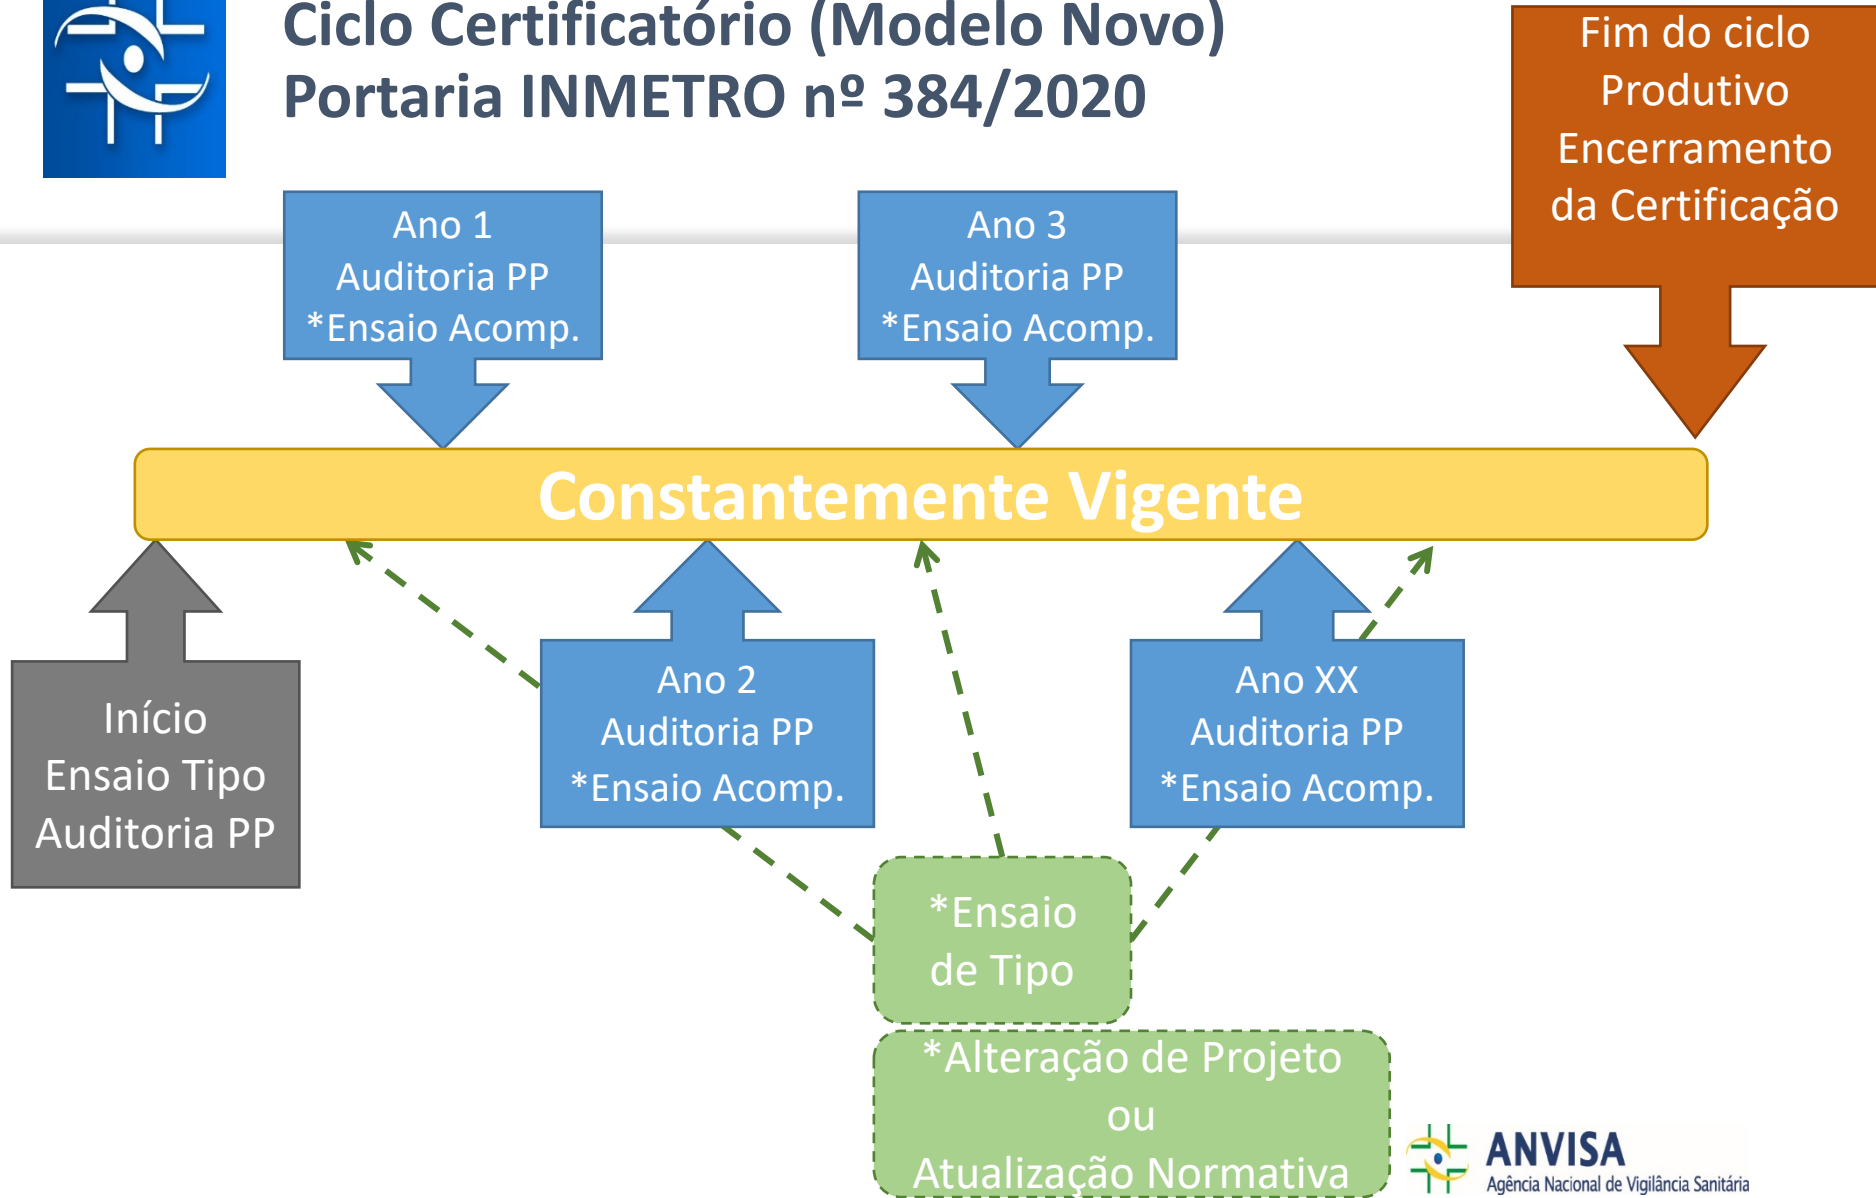 Ciclo Certificatório (Modelo Novo)
Portaria INMETRO nº 384/2020
Fim do ciclo
Produtivo
Encerramento
da Certificação
Ano 1
Auditoria PP
*Ensaio Acomp.
Ano 3
Auditoria PP
*Ensaio Acomp.
Constantemente Vigente
Início
Ensaio Tipo
Auditoria PP
Ano 2
Auditoria PP
*Ensaio Acomp.
Ano XX
Auditoria PP
*Ensaio Acomp.
*Ensaio
de Tipo
*Alteração de Projeto
ou
Atualização Normativa
ANVISA
Agência Nacional de Vigilância Sanitária